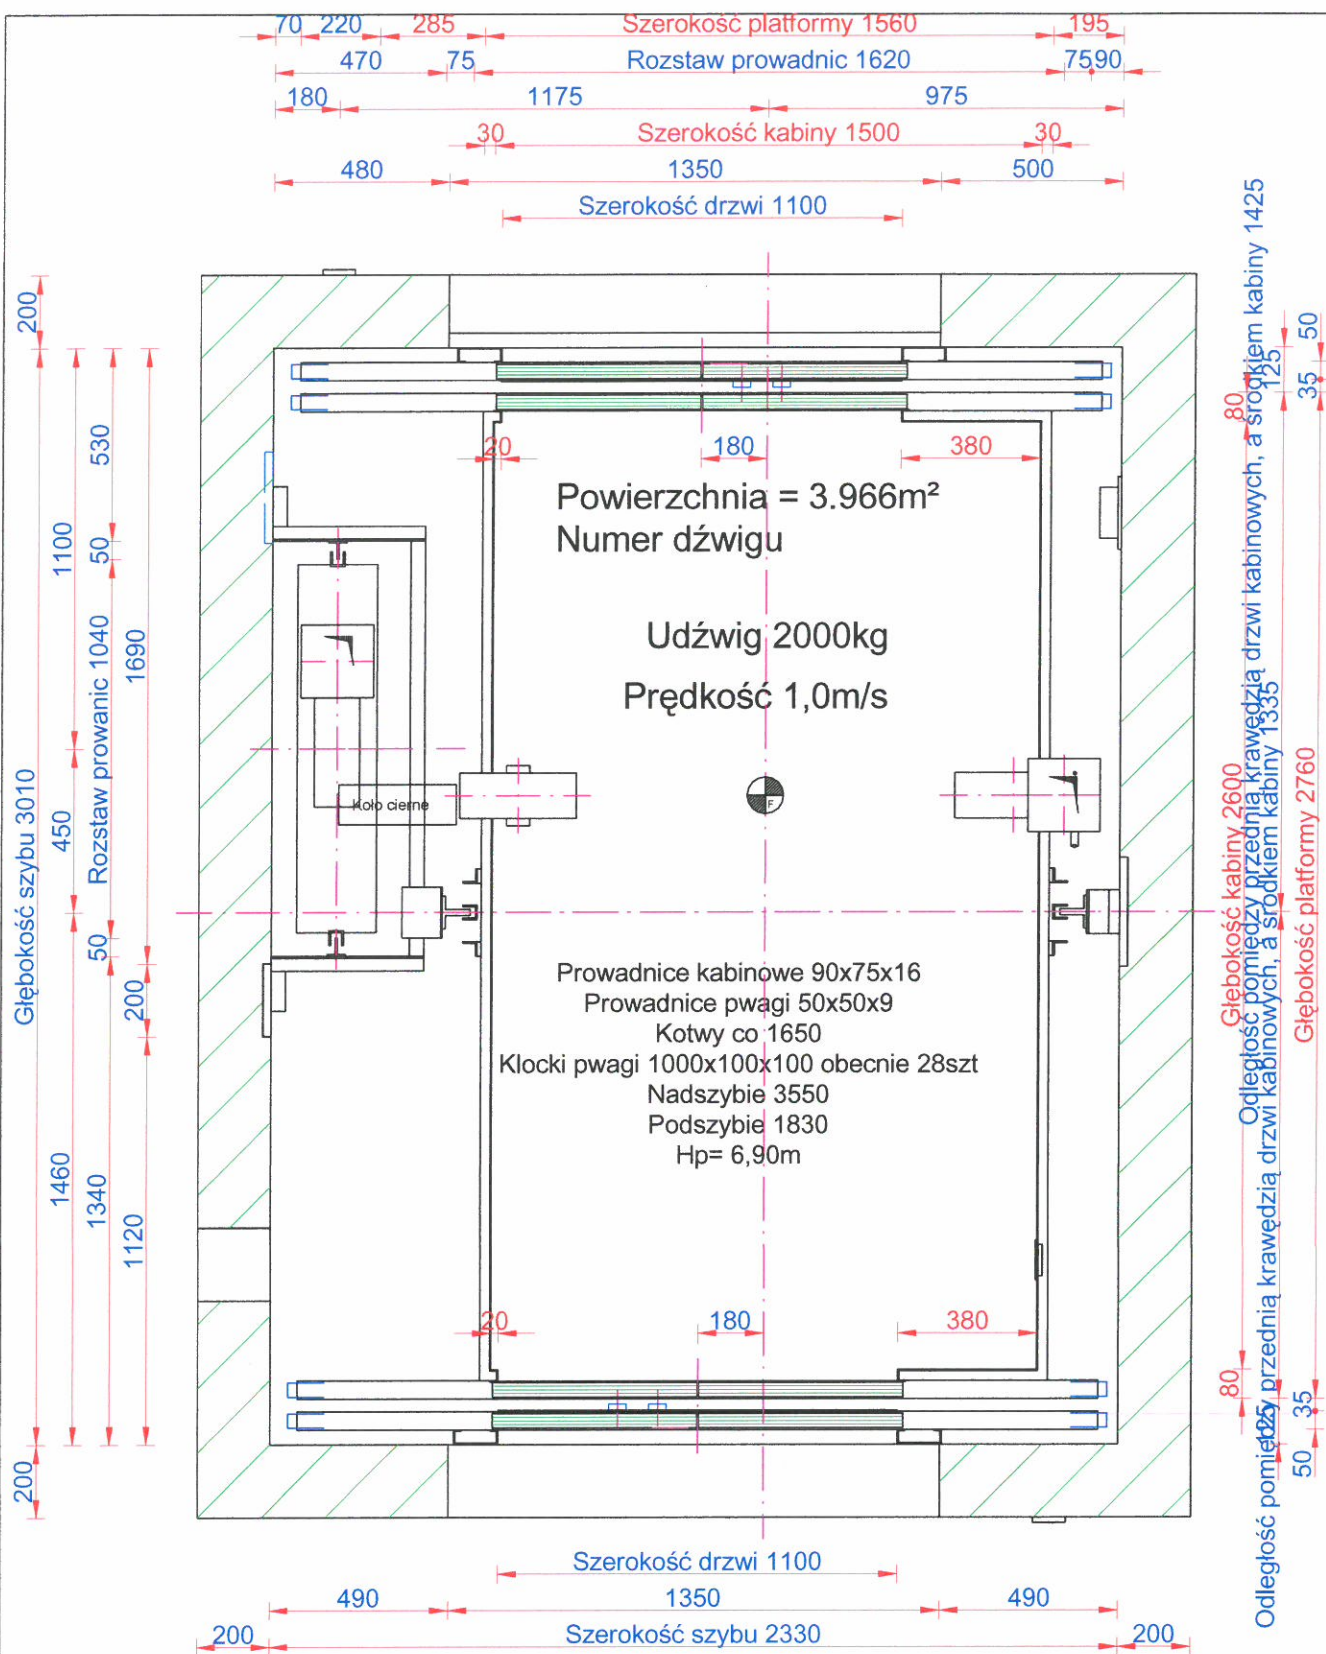 70 220 285 Szerokość platformy 1560 195
470 75 Rozstaw prowadnic 1620 75 90
180 1175 975
30 Szerokość kabiny 1500 30
480 1350 500
Szerokość drzwi 1100
200
Głębokość szybu 3010
200
1100
450
1460
530
50
Rozstaw prowanic 1040
50
1340
1690
200
1120
20 180 380
Powierzchnia = 3.966m²
Numer dźwigu
Udźwig 2000kg
Prędkość 1,0m/s
Koło cierne
F
Prowadnice kabinowe 90x75x16
Prowadnice pwagi 50x50x9
Kotwy co 1650
Klocki pwagi 1000x100x100 obecnie 28szt
Nadszybie 3550
Podszybie 1830
Hp= 6,90m
20 180 380
80
Głębokość kabiny 2600
80
Odległość pomiędzy przednią krawędzią drzwi kabinowych, a środkiem kabiny 1425
125
Odległość pomiędzy przednią krawędzią drzwi kabinowych, a środkiem kabiny 1335
125
50
35
Głębokość platformy 2760
35
50
Szerokość drzwi 1100
490 1350 490
200 Szerokość szybu 2330 200